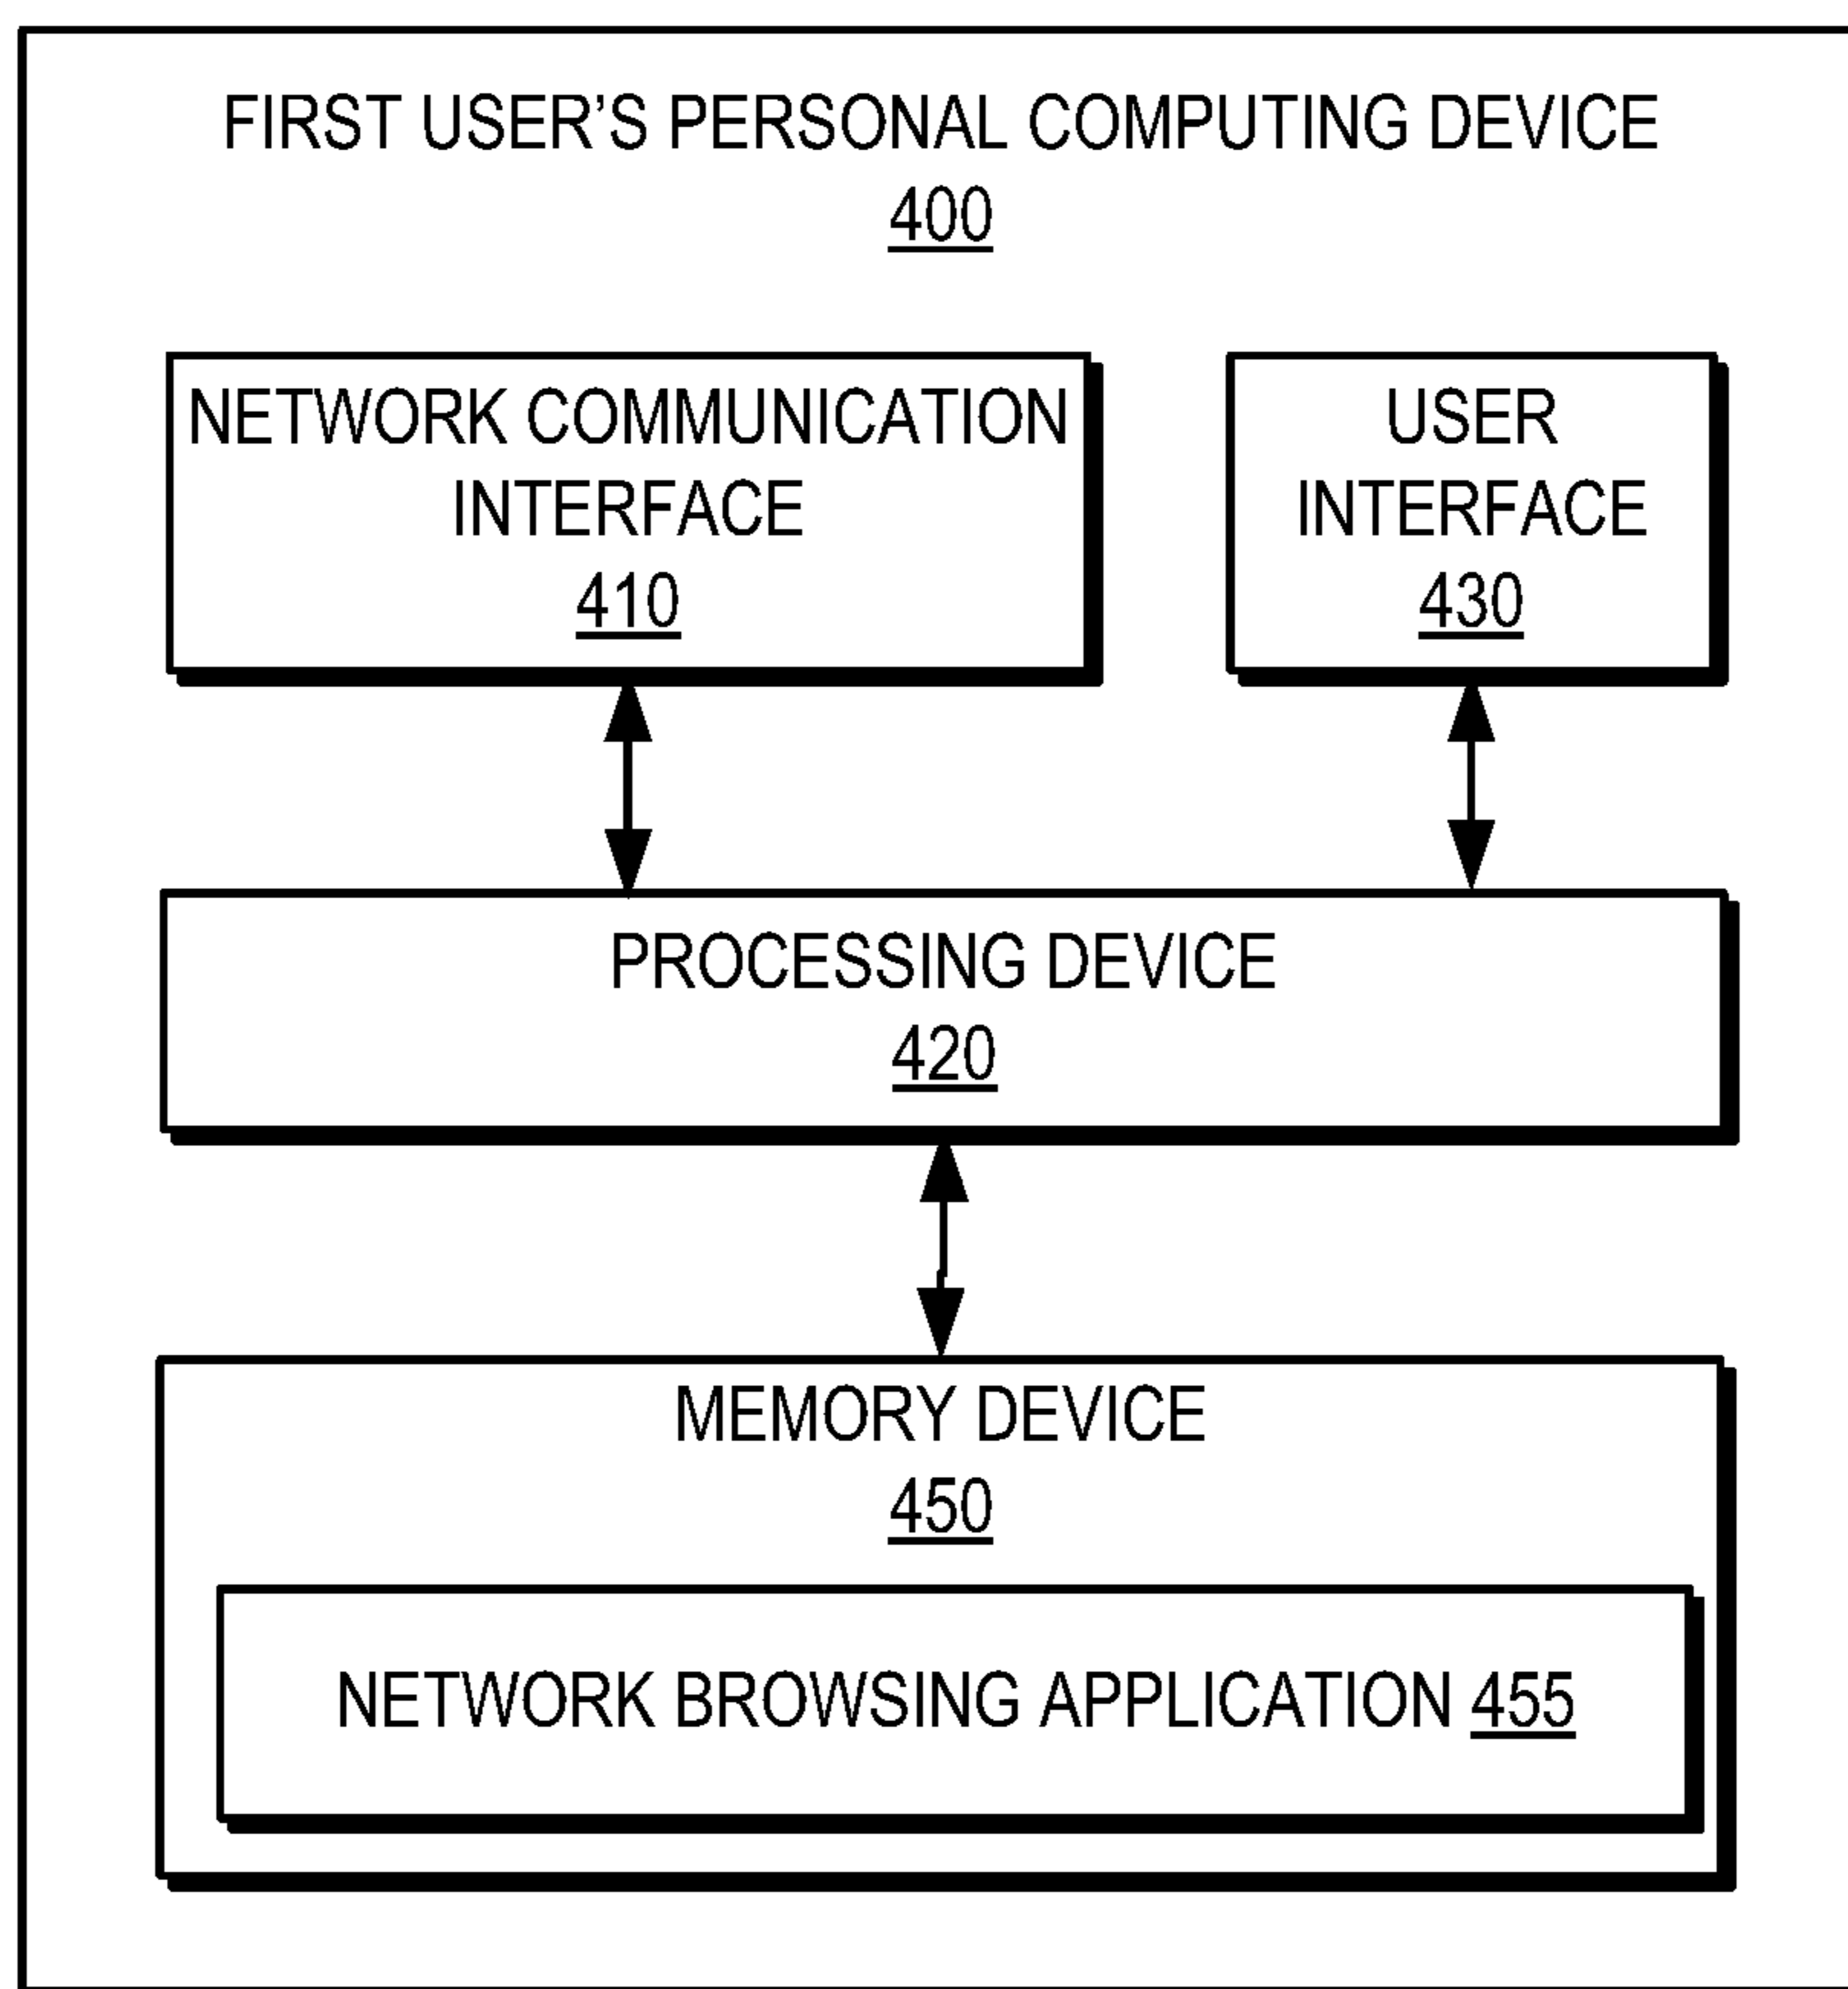 FIRST USER'S PERSONAL COMPUTING DEVICE
400
NETWORK COMMUNICATION
INTERFACE
410
USER
INTERFACE
430
PROCESSING DEVICE
420
MEMORY DEVICE
450
NETWORK BROWSING APPLICATION 455